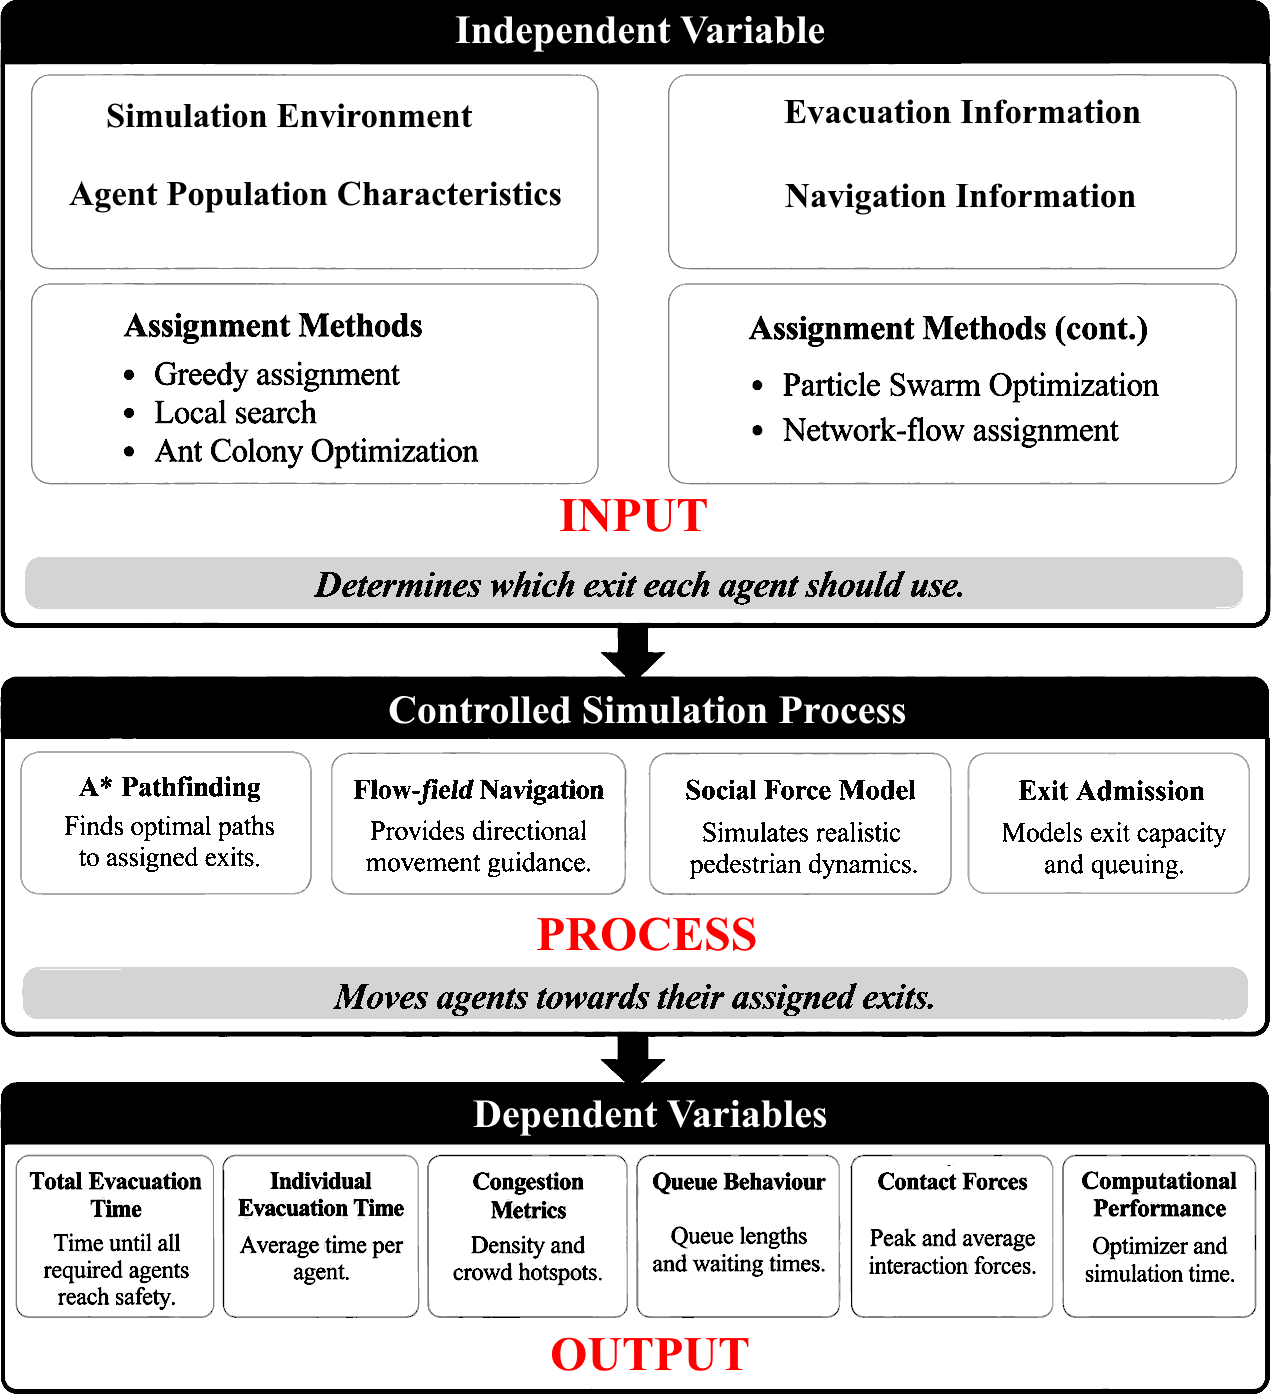 Independent Variable
Simulation Environment
Agent Population Characteristics
Evacuation Information
Navigation Information
Assignment Methods
• Greedy assignment
• Local search
• Ant Colony Optimization
Assignment Methods (cont.)
• Particle Swarm Optimization
• Network-flow assignment
INPUT
Determines which exit each agent should use.
Controlled Simulation Process
A* Pathfinding
Finds optimal paths
to assigned exits.
Flow-field Navigation
Provides directional
movement guidance.
Social Force Model
Simulates realistic
pedestrian dynamics.
Exit Admission
Models exit capacity
and queuing.
PROCESS
Moves agents towards their assigned exits.
Dependent Variables
Total Evacuation
Time
Time until all
required agents
reach safety.
Individual
Evacuation Time
Average time per
agent.
Congestion
Metrics
Density and
crowd hotspots.
Queue Behaviour
Queue lengths
and waiting times.
Contact Forces
Peak and average
interaction forces.
Computational
Performance
Optimizer and
simulation time.
OUTPUT